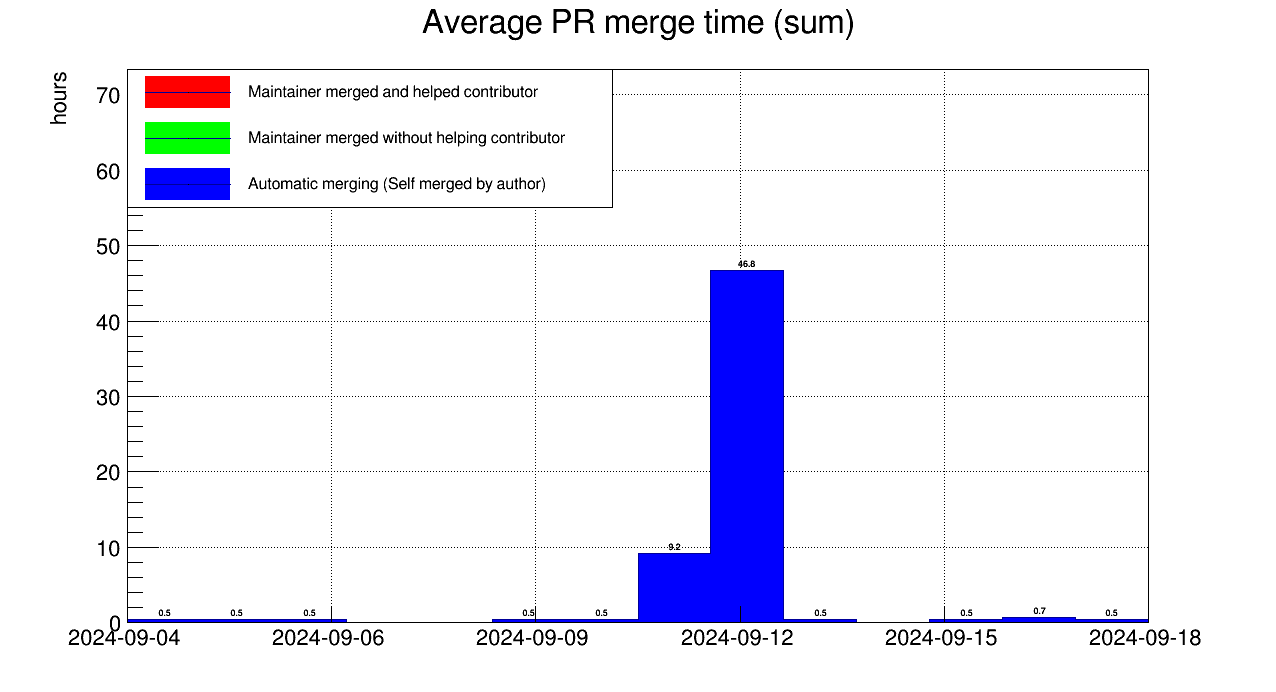 Average PR merge time (sum)
hours
Maintainer merged and helped contributor
Maintainer merged without helping contributor
Automatic merging (Self merged by author)
70
60
50
40
30
20
10
0
0.5 0.5 0.5 0.5 0.5 9.2 46.8 0.5 0.5 0.7 0.5
2024-09-04 2024-09-06 2024-09-09 2024-09-12 2024-09-15 2024-09-18